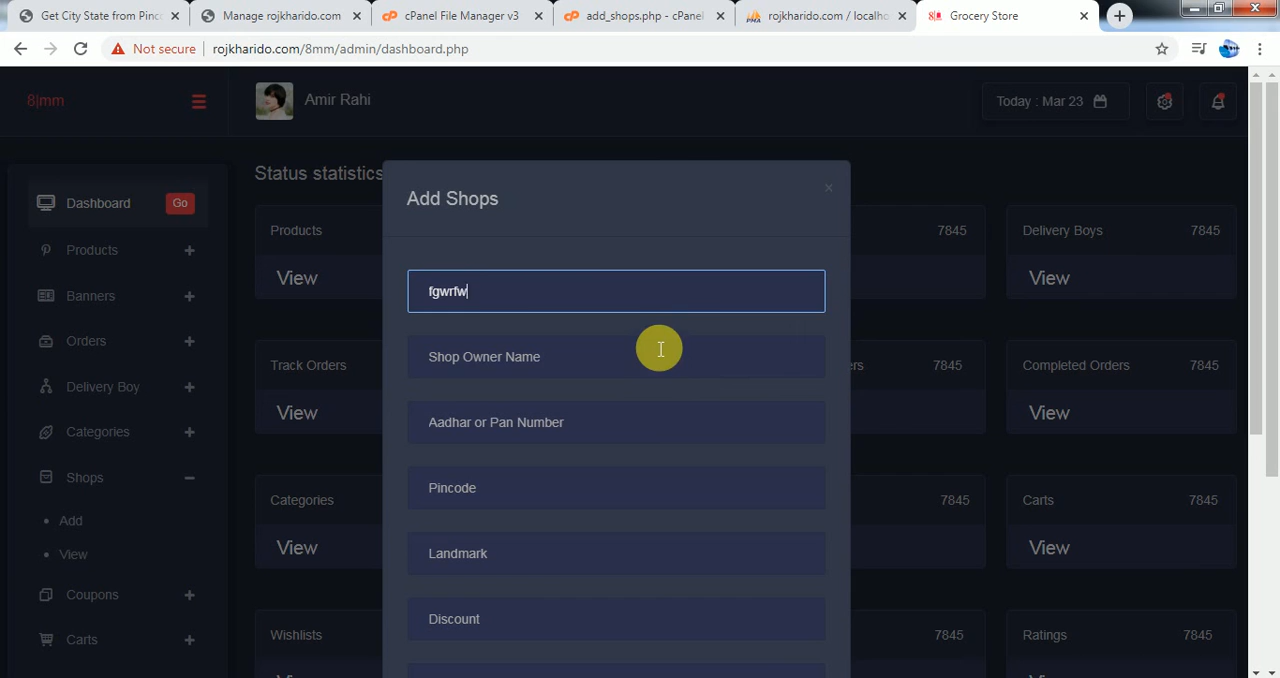 Get City State from Pinc
Manage rojkharido.com
cPanel File Manager v3
add_shops.php - cPanel
rojkharido.com / localho
Grocery Store
Not secure
rojkharido.com/8mm/admin/dashboard.php
8|mm
Amir Rahi
Today : Mar 23
Dashboard
Go
Products
Banners
Orders
Delivery Boy
Categories
Shops
Add
View
Coupons
Carts
Status statistics
Products
View
7845
Delivery Boys
7845
View
Track Orders
View
ers
7845
Completed Orders
7845
View
Categories
View
7845
Carts
7845
View
Wishlists
7845
Ratings
7845
Add Shops
×
fgwrfw
Shop Owner Name
Aadhar or Pan Number
Pincode
Landmark
Discount